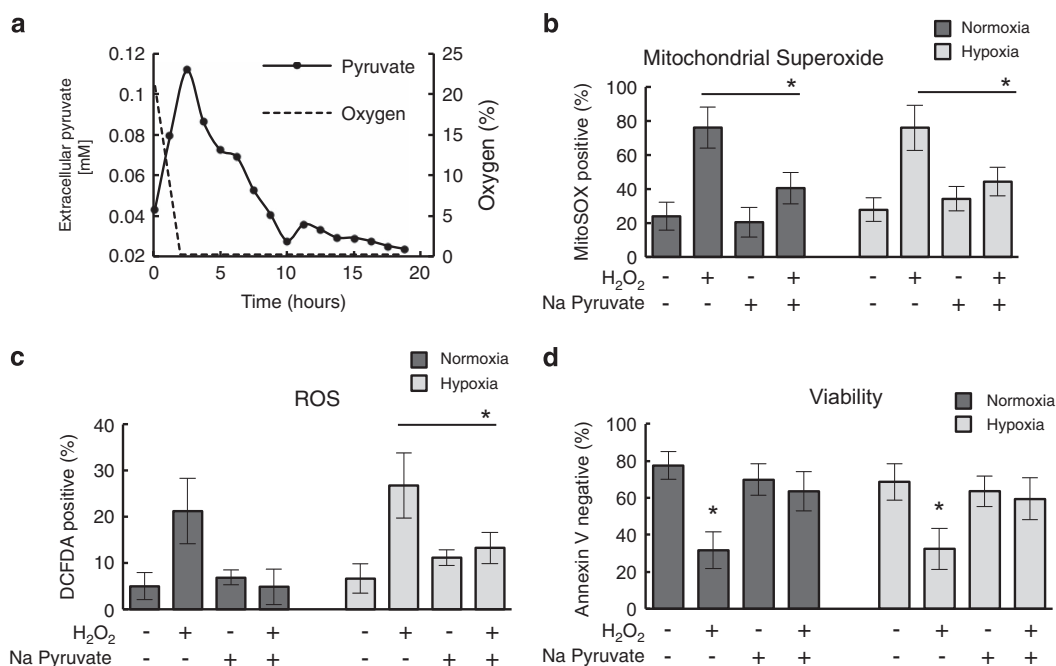 a
0.12
0.1
0.08
0.06
0.04
0.02
Extracellular pyruvate
[mM]
Pyruvate
Oxygen
25
20
15
10
5
0
Oxygen (%)
0 5 10 15 20
Time (hours)
b
Normoxia
Hypoxia
Mitochondrial Superoxide
100
80
60
40
20
0
MitoSOX positive (%)
* *
H2O2 - + - + - + - +
Na Pyruvate - - + + - - + +
c
Normoxia
Hypoxia
ROS
40
30
20
10
0
DCFDA positive (%)
*
H2O2 - + - + - + - +
Na Pyruvate - - + + - - + +
d
Viability
Normoxia
Hypoxia
100
80
60
40
20
0
Annexin V negative (%)
* *
H2O2 - + - + - + - +
Na Pyruvate - - + + - - + +